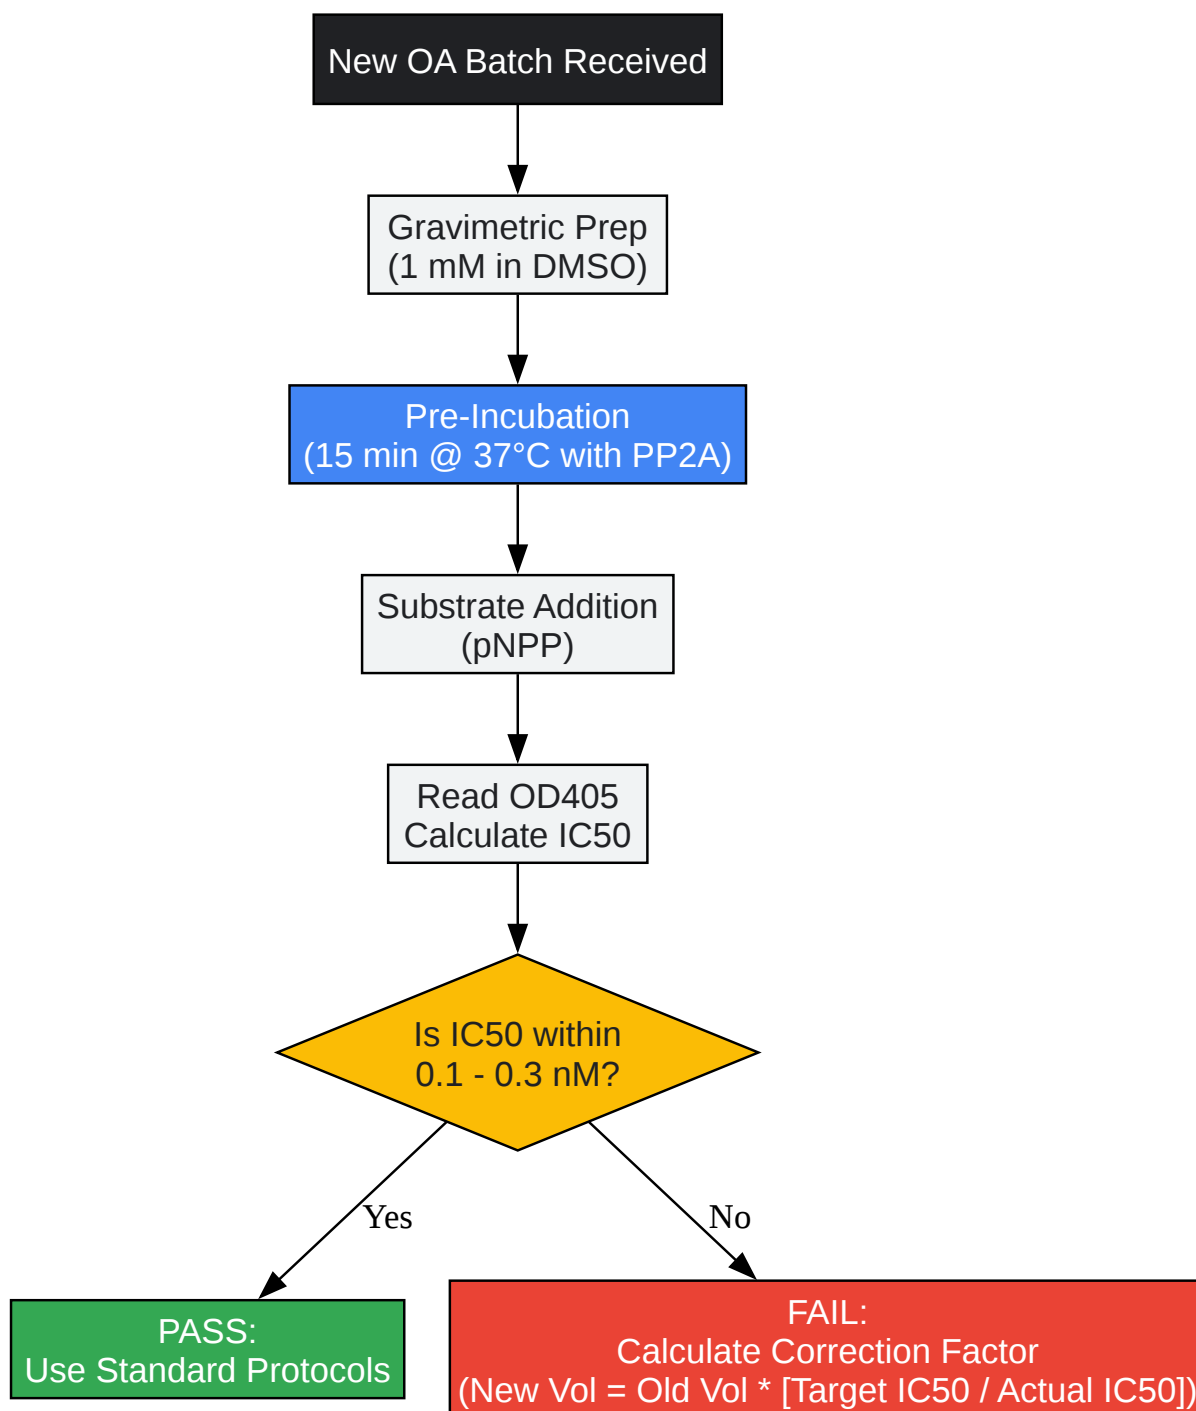 New OA Batch Received
Gravimetric Prep
(1 mM in DMSO)
Pre-Incubation
(15 min @ 37°C with PP2A)
Substrate Addition
(pNPP)
Read OD405
Calculate IC50
Is IC50 within
0.1 - 0.3 nM?
Yes
No
PASS:
Use Standard Protocols
FAIL:
Calculate Correction Factor
(New Vol = Old Vol * [Target IC50 / Actual IC50])